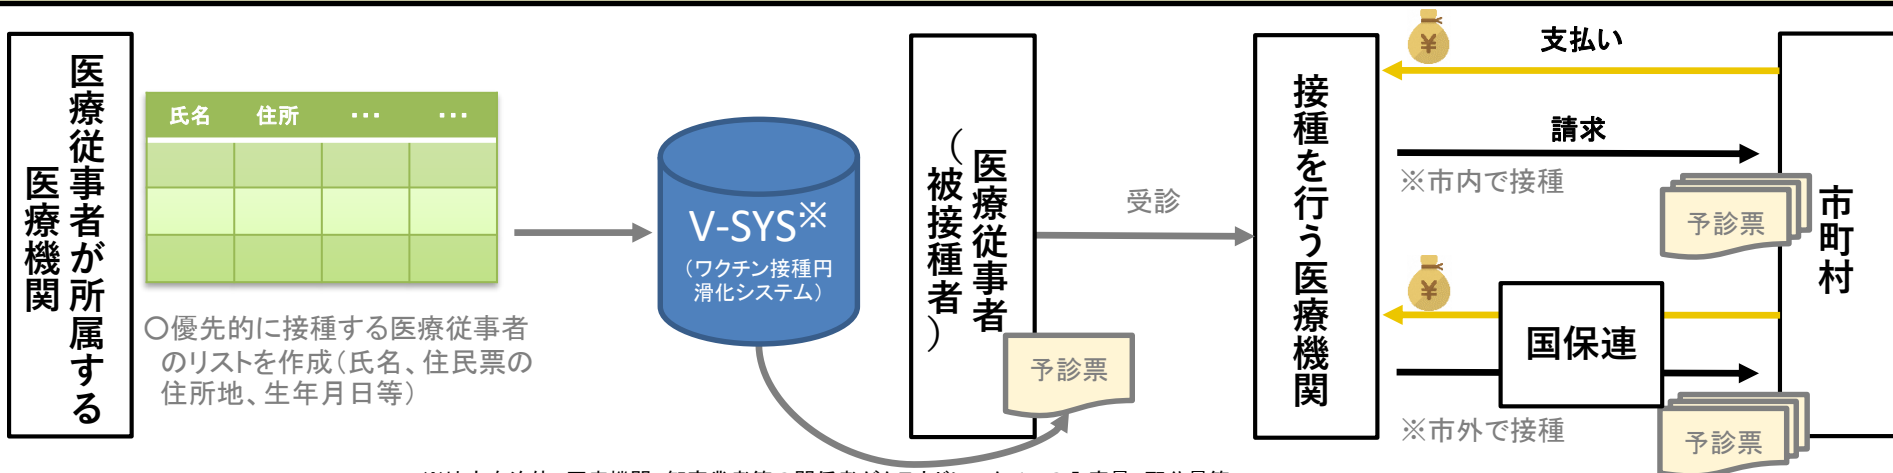 医療従事者が所属する
医療機関
氏名 住所 … …
〇優先的に接種する医療従事者
のリストを作成（氏名、住民票の
住所地、生年月日等）
V-SYS※
（ワクチン接種円
滑化システム）
医療従事者
（被接種者）
予診票
受診
接種を行う医療機関
支払い
請求
※市内で接種
予診票
国保連
※市外で接種
予診票
市町村